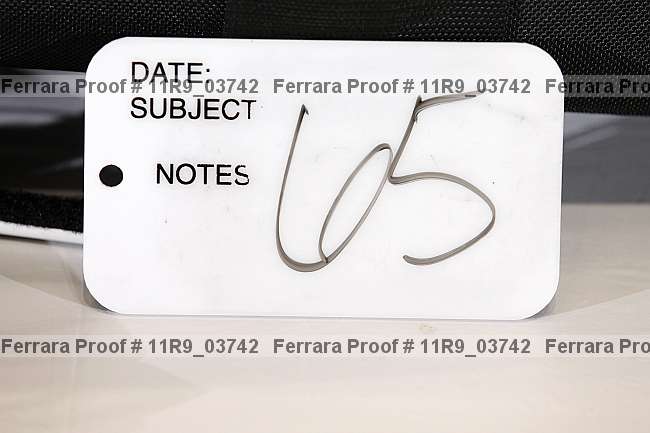 DATE:
Ferrara Proof # 11R9_03742 Ferrara Proof # 11R9_03742 Ferrara Pro
SUBJECT
NOTES
65
Ferrara Proof # 11R9_03742 Ferrara Proof # 11R9_03742 Ferrara Pro